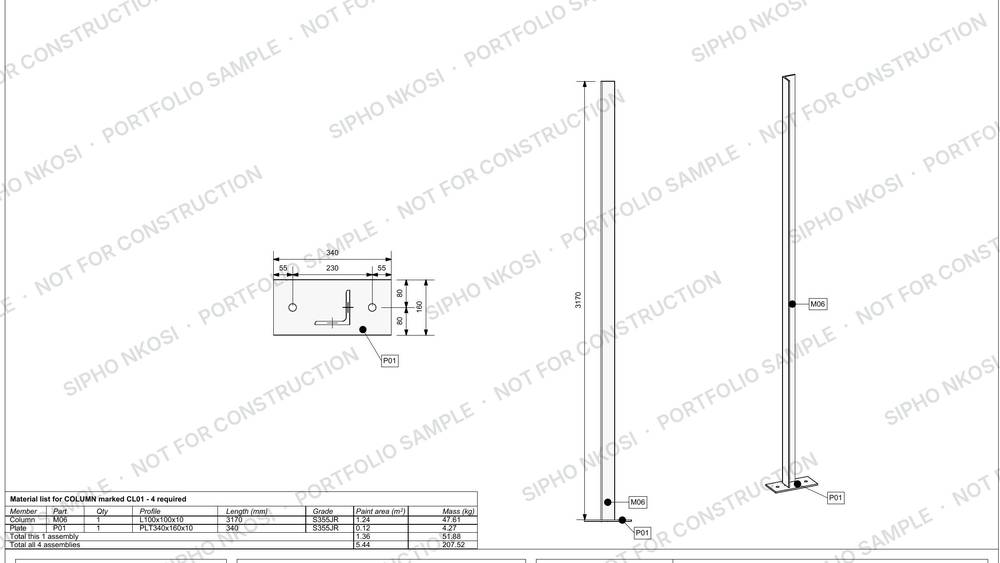 340
55 230 55
80
160
80
P01
3170
M06
M06
P01
P01
Material list for COLUMN marked CL01 - 4 required
Member Part Qty Profile Length (mm) Grade Paint area (m²) Mass (kg)
Column M06 1 L100x100x10 3170 S355JR 1.24 47.61
Plate P01 1 PLT340x160x10 340 S355JR 0.12 4.27
Total this 1 assembly 1.36 51.88
Total all 4 assemblies 5.44 207.52
SIPHO NKOSI · PORTFOLIO SAMPLE · NOT FOR CONSTRUCTION